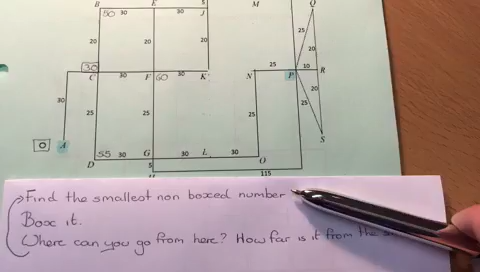 B E S
50 30 30 J M Q
20 20 20 25 20
30 25 10
C 30 F 60 30 K N P R
30 25 25 25 25 20 20
0 A S
55 30 G 30 L 30
D O
5
115
Find the smallest non boxed number
Box it.
Where can you go from here? How far is it from the